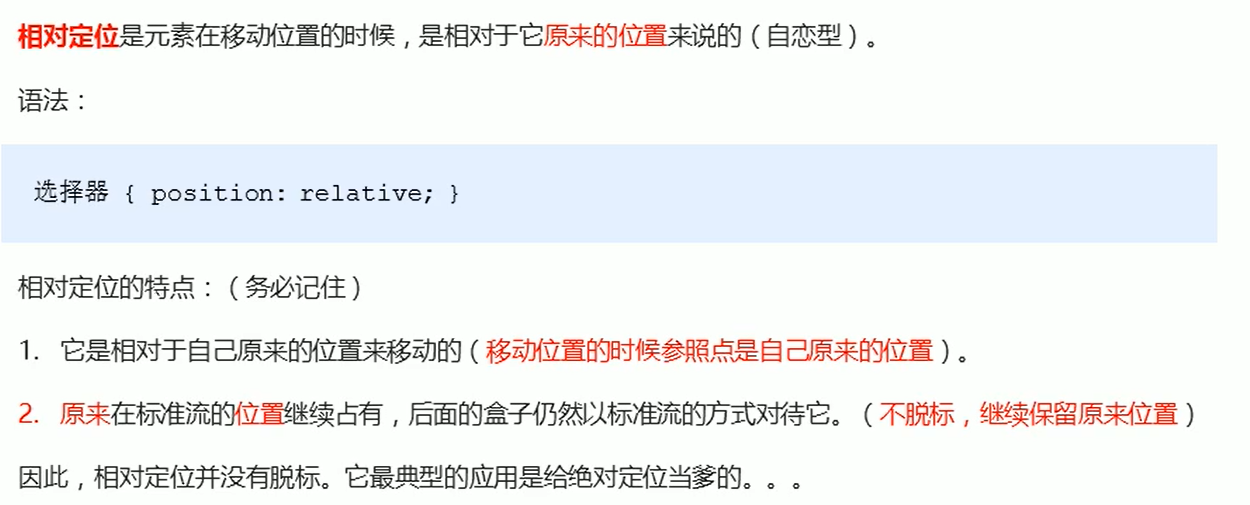 相对定位是元素在移动位置的时候，是相对于它原来的位置来说的（自恋型）。
语法：
选择器 { position: relative; }
相对定位的特点：（务必记住）
1. 它是相对于自己原来的位置来移动的（移动位置的时候参照点是自己原来的位置）。
2. 原来在标准流的位置继续占有，后面的盒子仍然以标准流的方式对待它。（不脱标，继续保留原来位置）
因此，相对定位并没有脱标。它最典型的应用是给绝对定位当爹的。。。